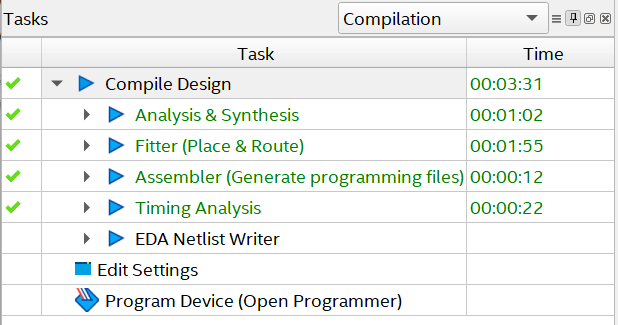 Tasks Compilation
Task Time
Compile Design 00:03:31
Analysis & Synthesis 00:01:02
Fitter (Place & Route) 00:01:55
Assembler (Generate programming files) 00:00:12
Timing Analysis 00:00:22
EDA Netlist Writer
Edit Settings
Program Device (Open Programmer)